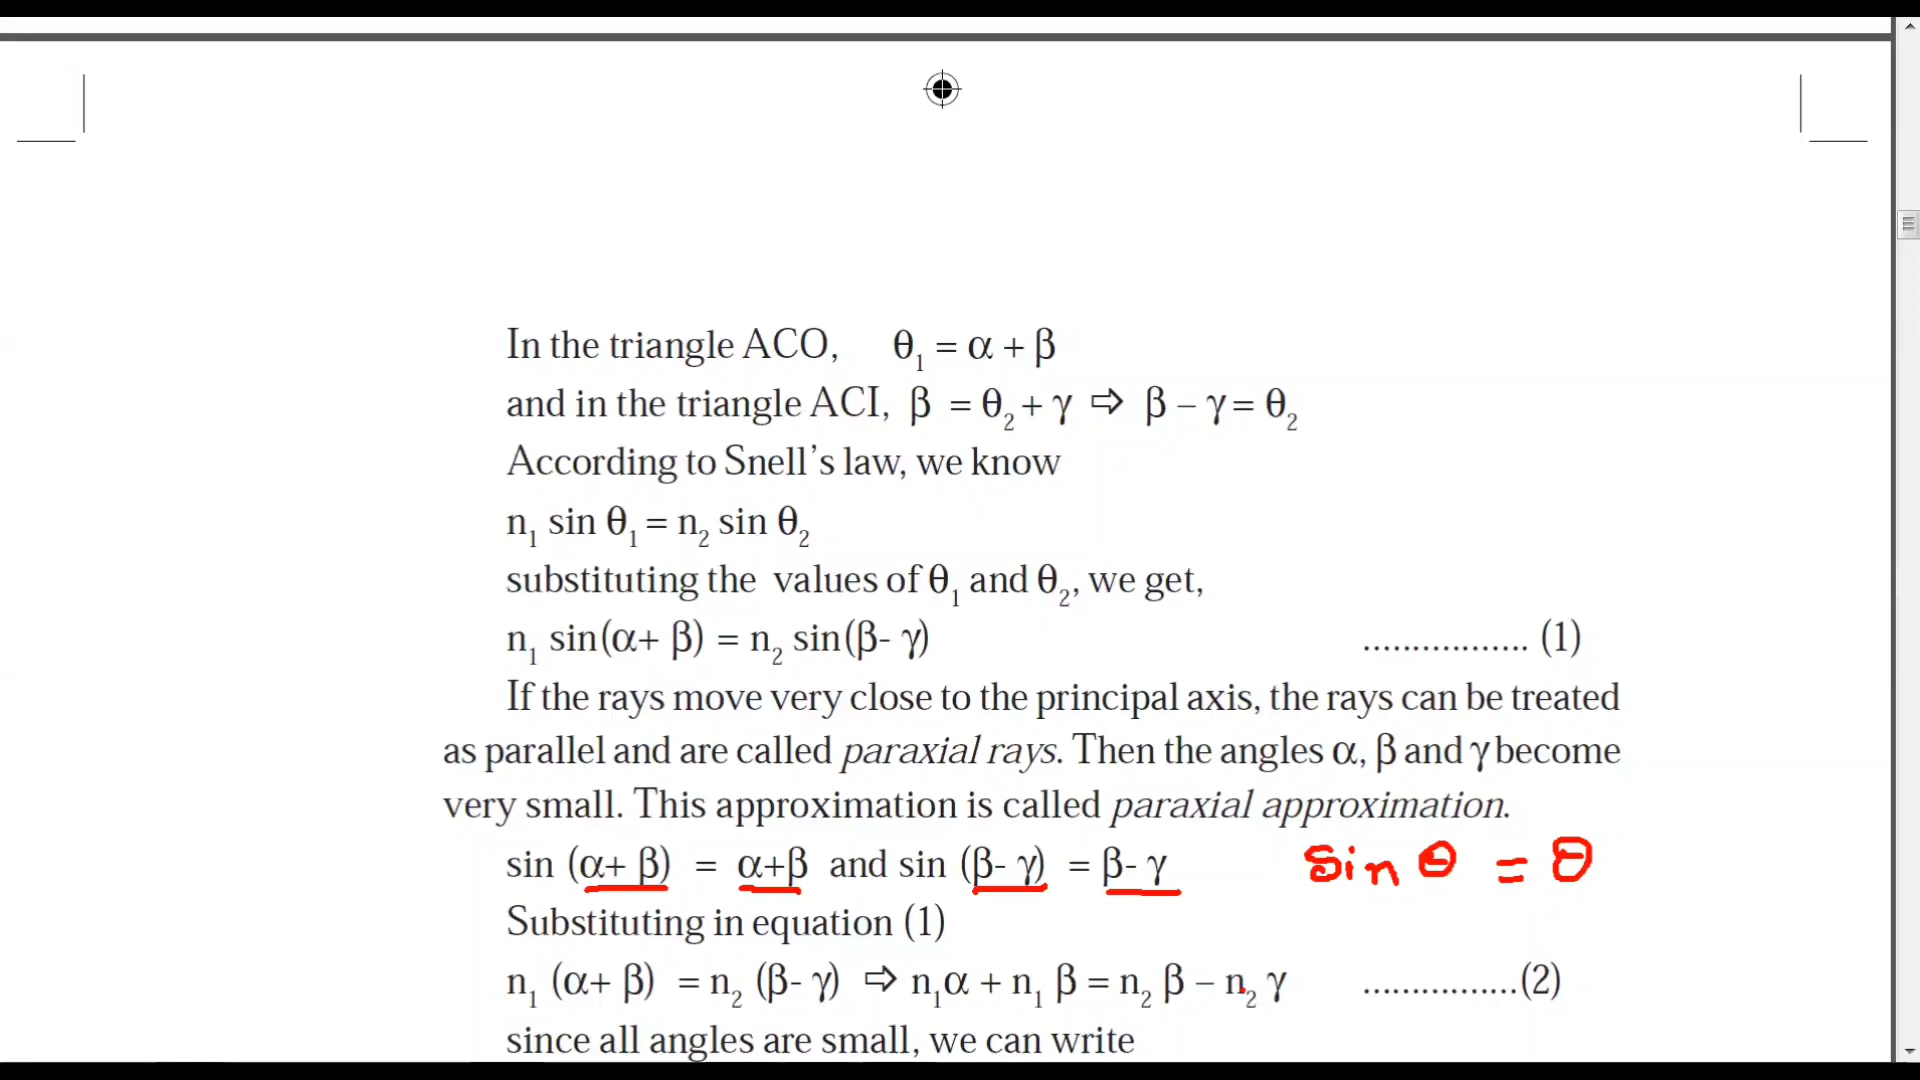 In the triangle ACO, θ₁ = α + β
and in the triangle ACI, β = θ₂ + γ ⇨ β – γ = θ₂
According to Snell’s law, we know
n₁ sin θ₁ = n₂ sin θ₂
substituting the values of θ₁ and θ₂, we get,
n₁ sin(α+ β) = n₂ sin(β- γ) ................. (1)
If the rays move very close to the principal axis, the rays can be treated
as parallel and are called paraxial rays. Then the angles α, β and γ become
very small. This approximation is called paraxial approximation.
sin (α+ β) = α+β and sin (β- γ) = β- γ sin θ = θ
Substituting in equation (1)
n₁ (α+ β) = n₂ (β- γ) ⇨ n₁α + n₁ β = n₂ β – n₂ γ ................(2)
since all angles are small, we can write